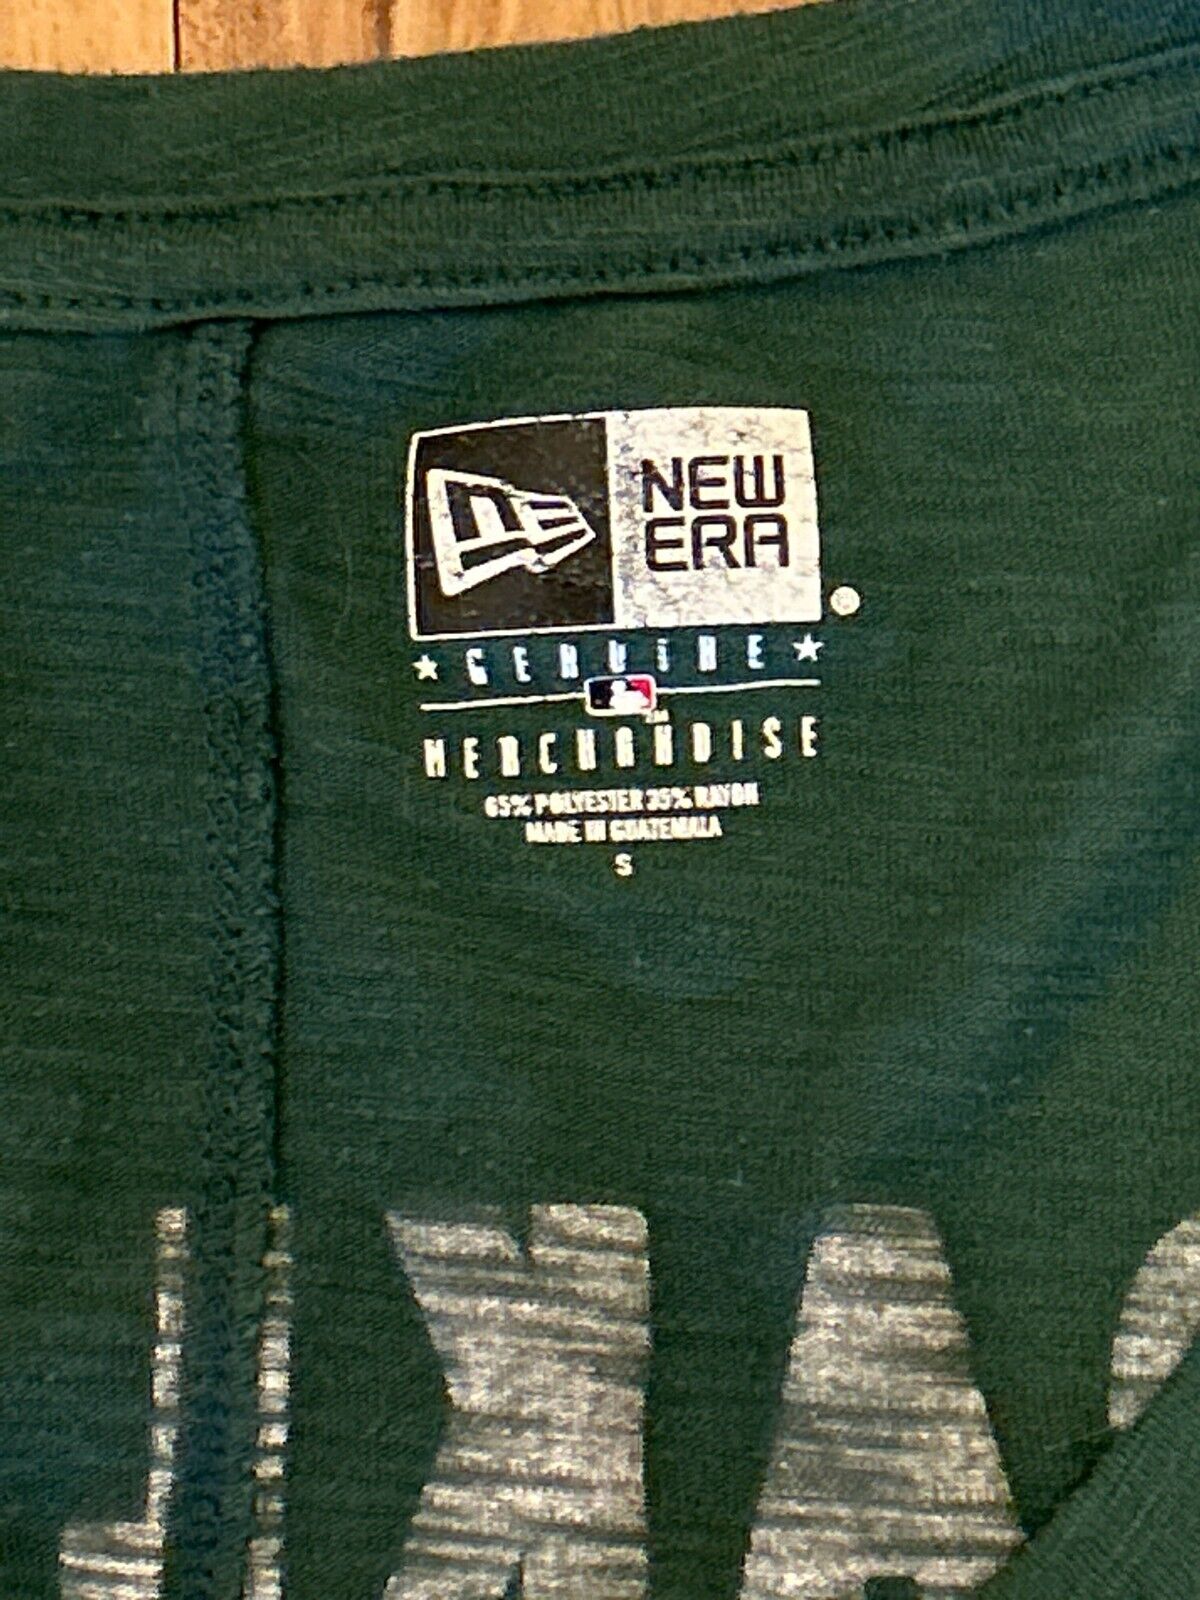 NEW
ERA
®
★ GENUiNE ★
MERCHANDISE
65% POLYESTER 35% RAYON
MADE IN GUATEMALA
S